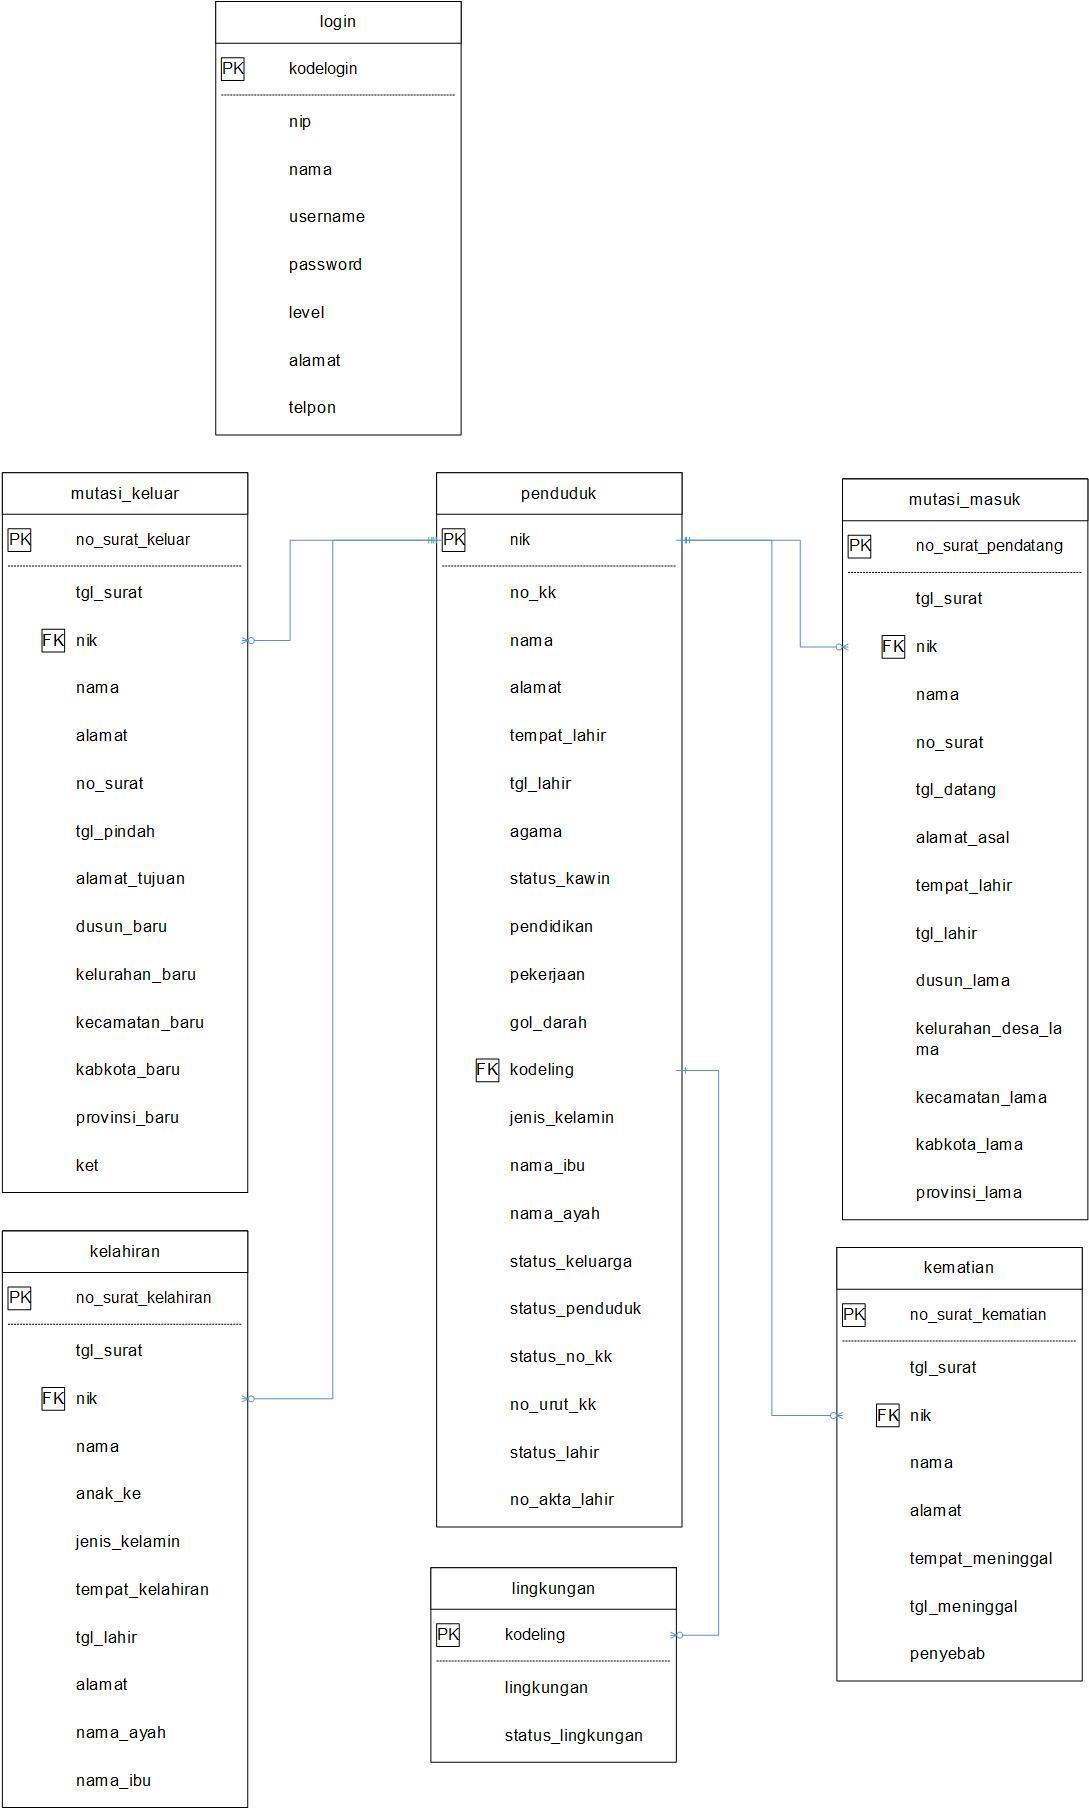 login
PK kodelogin
nip
nama
username
password
level
alamat
telpon
mutasi_keluar
PK no_surat_keluar
tgl_surat
FK nik
nama
alamat
no_surat
tgl_pindah
alamat_tujuan
dusun_baru
kelurahan_baru
kecamatan_baru
kabkota_baru
provinsi_baru
ket
penduduk
PK nik
no_kk
nama
alamat
tempat_lahir
tgl_lahir
agama
status_kawin
pendidikan
pekerjaan
gol_darah
FK kodeling
jenis_kelamin
nama_ibu
nama_ayah
status_keluarga
status_penduduk
status_no_kk
no_urut_kk
status_lahir
no_akta_lahir
mutasi_masuk
PK no_surat_pendatang
tgl_surat
FK nik
nama
no_surat
tgl_datang
alamat_asal
tempat_lahir
tgl_lahir
dusun_lama
kelurahan_desa_la
ma
kecamatan_lama
kabkota_lama
provinsi_lama
kelahiran
PK no_surat_kelahiran
tgl_surat
FK nik
nama
anak_ke
jenis_kelamin
tempat_kelahiran
tgl_lahir
alamat
nama_ayah
nama_ibu
lingkungan
PK kodeling
lingkungan
status_lingkungan
kematian
PK no_surat_kematian
tgl_surat
FK nik
nama
alamat
tempat_meninggal
tgl_meninggal
penyebab